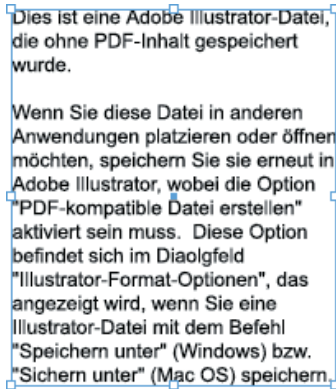 Dies ist eine Adobe Illustrator-Datei,
die ohne PDF-Inhalt gespeichert
wurde.
Wenn Sie diese Datei in anderen
Anwendungen platzieren oder öffnen
möchten, speichern Sie sie erneut in
Adobe Illustrator, wobei die Option
"PDF-kompatible Datei erstellen"
aktiviert sein muss.  Diese Option
befindet sich im Diaolgfeld
"Illustrator-Format-Optionen", das
angezeigt wird, wenn Sie eine
Illustrator-Datei mit dem Befehl
"Speichern unter" (Windows) bzw.
"Sichern unter" (Mac OS) speichern.